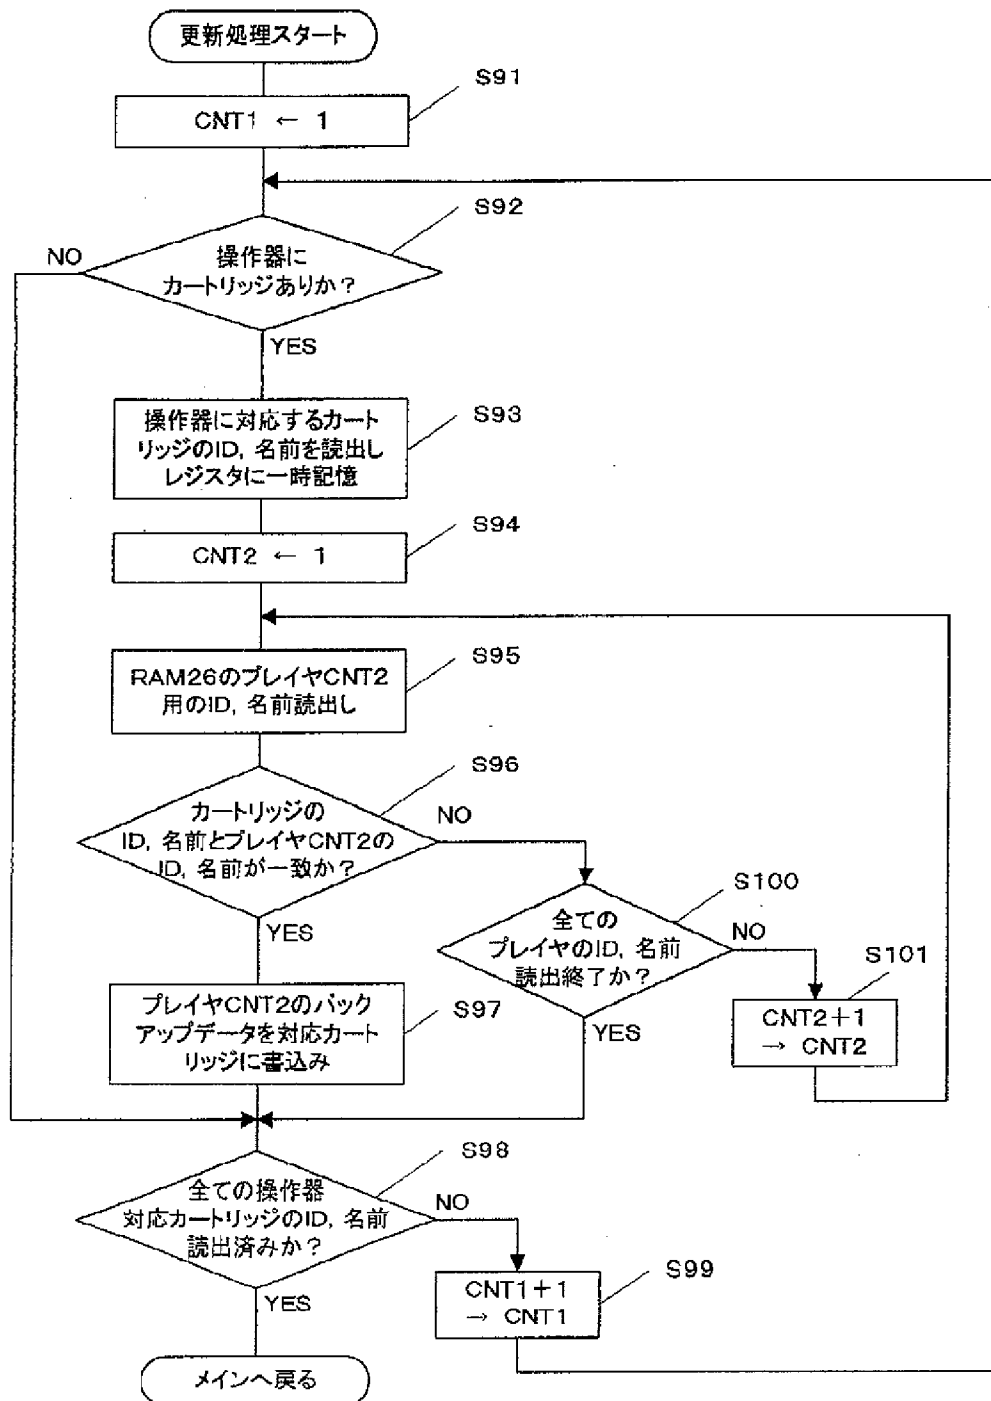 更新処理スタート
S91
CNT1 ← 1
S92
操作器に
カートリッジありか？
NO
YES
S93
操作器に対応するカート
リッジのID, 名前を読出し
レジスタに一時記憶
S94
CNT2 ← 1
S95
RAM26のプレイヤCNT2
用のID, 名前読出し
S96
カートリッジの
ID, 名前とプレイヤCNT2の
ID, 名前が一致か？
NO
YES
S100
全ての
プレイヤのID, 名前
読出終了か？
NO
YES
S101
CNT2+1
→ CNT2
S97
プレイヤCNT2のバック
アップデータを対応カート
リッジに書込み
S98
全ての操作器
対応カートリッジのID, 名前
読出済みか？
NO
YES
S99
CNT1+1
→ CNT1
メインへ戻る